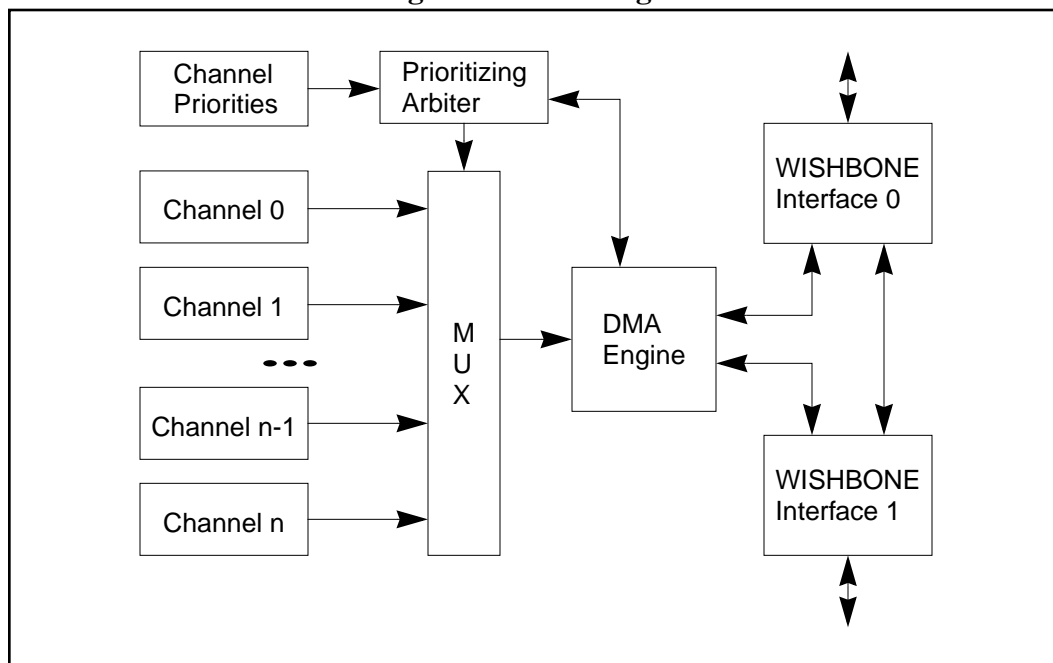 Channel
Priorities
Prioritizing
Arbiter
WISHBONE
Interface 0
Channel 0
Channel 1
M
U
X
DMA
Engine
Channel n-1
WISHBONE
Interface 1
Channel n